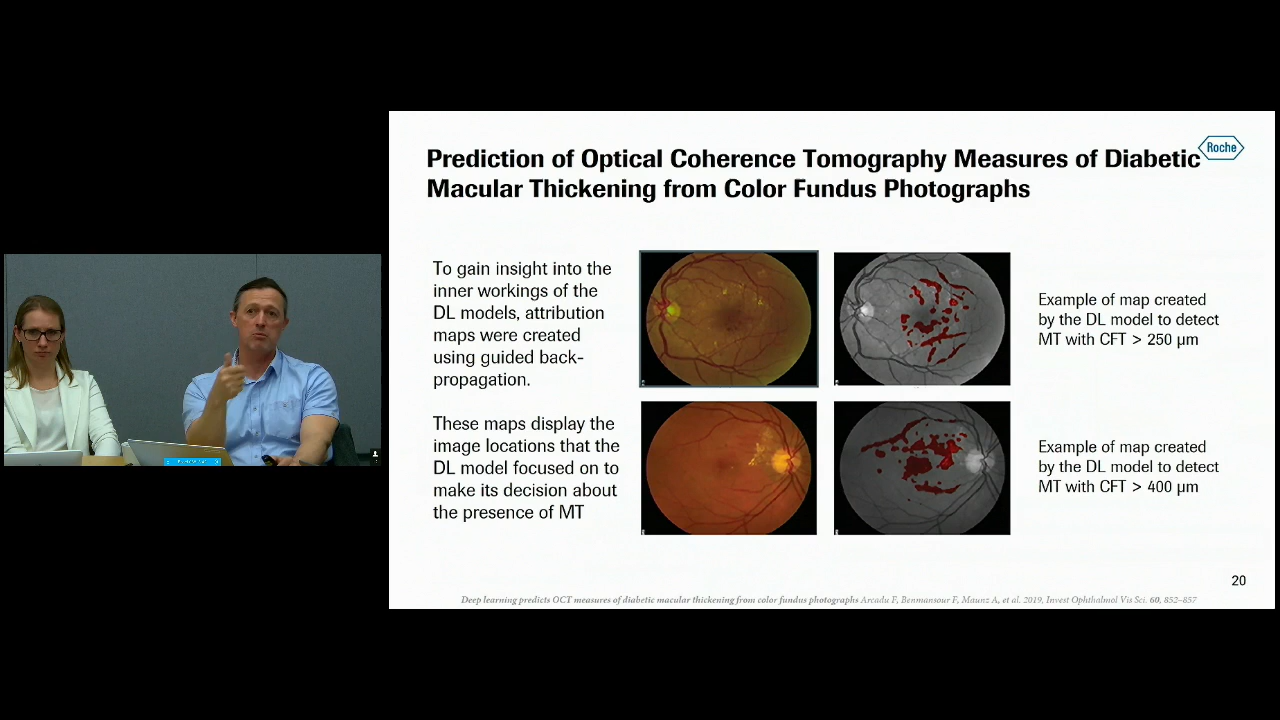 Prediction of Optical Coherence Tomography Measures of Diabetic
Macular Thickening from Color Fundus Photographs
Roche
To gain insight into the
inner workings of the
DL models, attribution
maps were created
using guided back-
propagation.
These maps display the
image locations that the
DL model focused on to
make its decision about
the presence of MT
Example of map created
by the DL model to detect
MT with CFT > 250 µm
Example of map created
by the DL model to detect
MT with CFT > 400 µm
20
Deep learning predicts OCT measures of diabetic macular thickening from color fundus photographs Arcadu F, Benmansour F, Maunz A, et al. 2019, Invest Ophthalmol Vis Sci. 60, 852–857